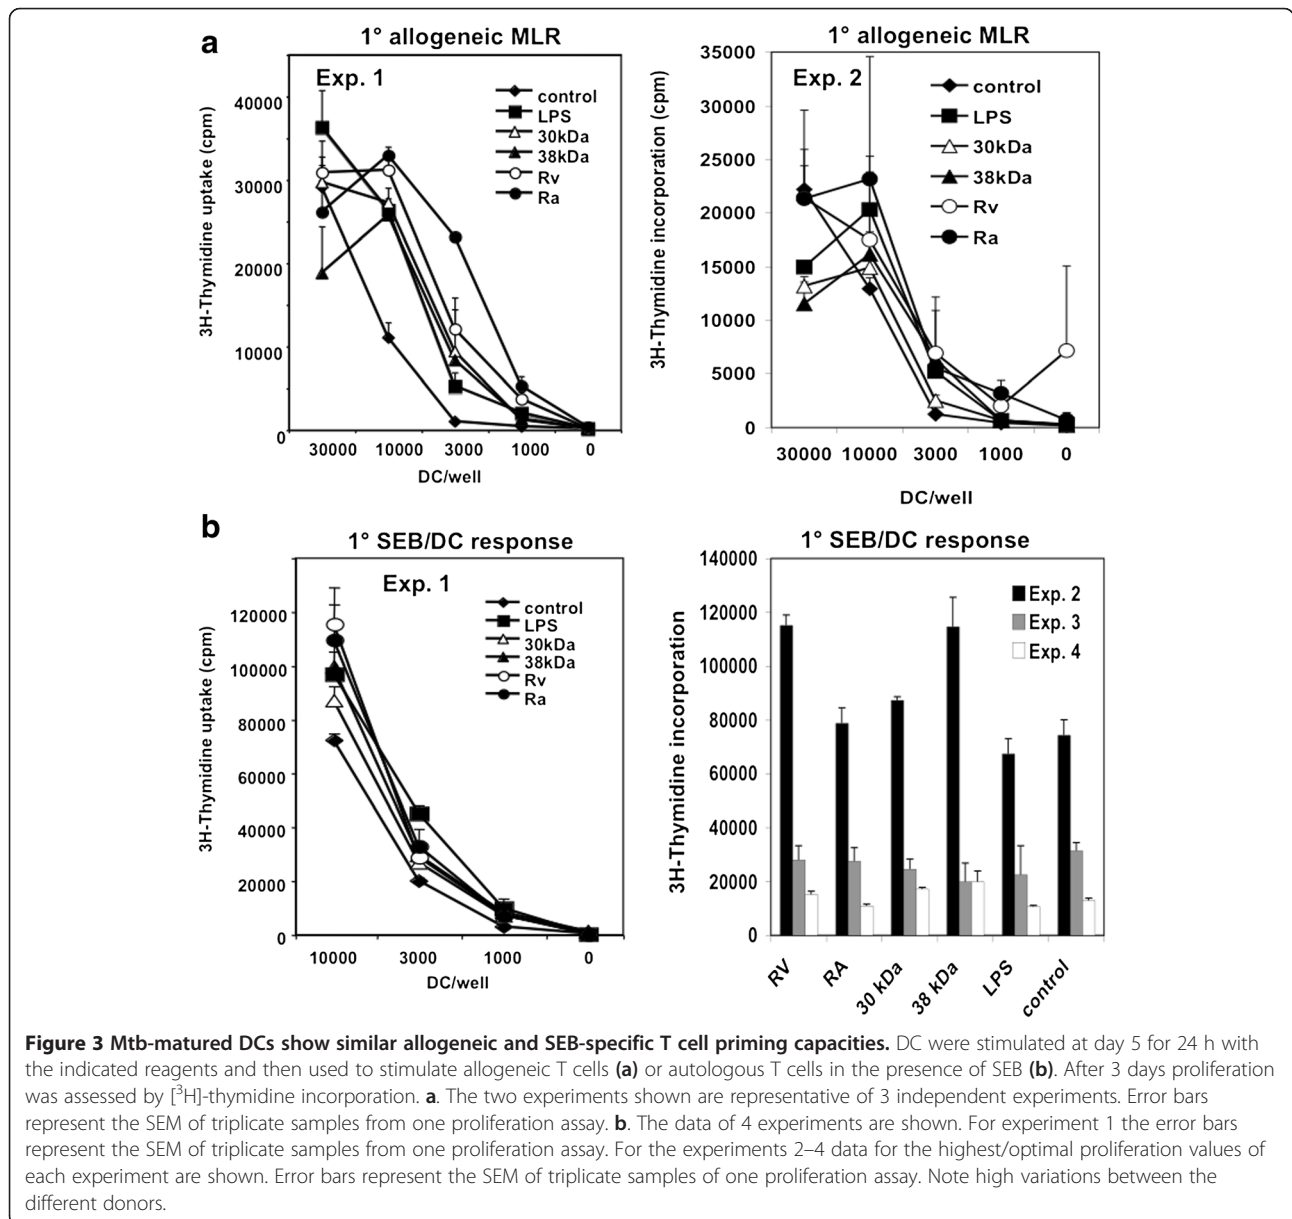 a
1° allogeneic MLR
Exp. 1
3H-Thymidine uptake (cpm)
40000
30000
20000
10000
0
30000 10000 3000 1000 0
DC/well
control
LPS
30kDa
38kDa
Rv
Ra
1° allogeneic MLR
Exp. 2
3H-Thymidine incorporation (cpm)
35000
30000
25000
20000
15000
10000
5000
0
30000 10000 3000 1000 0
DC/well
control
LPS
30kDa
38kDa
Rv
Ra
b
1° SEB/DC response
Exp. 1
3H-Thymidine uptake (cpm)
120000
100000
80000
60000
40000
20000
0
10000 3000 1000 0
DC/well
control
LPS
30kDa
38kDa
Rv
Ra
1° SEB/DC response
3H-Thymidine incorporation
140000
120000
100000
80000
60000
40000
20000
0
RV RA 30 kDa 38 kDa LPS control
Exp. 2
Exp. 3
Exp. 4
Figure 3 Mtb-matured DCs show similar allogeneic and SEB-specific T cell priming capacities. DC were stimulated at day 5 for 24 h with
the indicated reagents and then used to stimulate allogeneic T cells (a) or autologous T cells in the presence of SEB (b). After 3 days proliferation
was assessed by [³H]-thymidine incorporation. a. The two experiments shown are representative of 3 independent experiments. Error bars
represent the SEM of triplicate samples from one proliferation assay. b. The data of 4 experiments are shown. For experiment 1 the error bars
represent the SEM of triplicate samples from one proliferation assay. For the experiments 2–4 data for the highest/optimal proliferation values of
each experiment are shown. Error bars represent the SEM of triplicate samples of one proliferation assay. Note high variations between the
different donors.